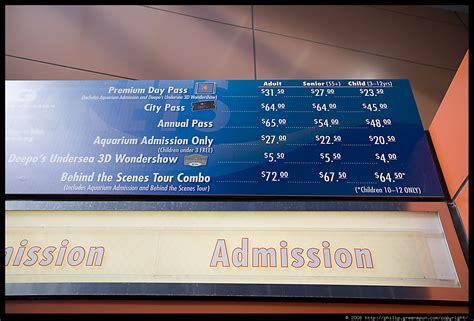 Adult Senior (55+) Child (3-12yrs)
Premium Day Pass $31.50 $27.00 $23.50
(Includes Aquarium Admission and Deepo's Undersea 3D Wondershow)
City Pass $64.00 $64.00 $45.00
Annual Pass $65.00 $54.00 $48.00
Aquarium Admission Only $27.00 $22.00 $20.50
(Children under 3 FREE)
Deepo's Undersea 3D Wondershow $5.50 $5.50 $4.00
Behind the Scenes Tour Combo $72.00 $67.50 $64.50*
(Includes Aquarium Admission and Behind the Scenes Tour) (*Children 10-12 ONLY)
mission Admission
© 2008 http://philip.greenspun.com/copyright/